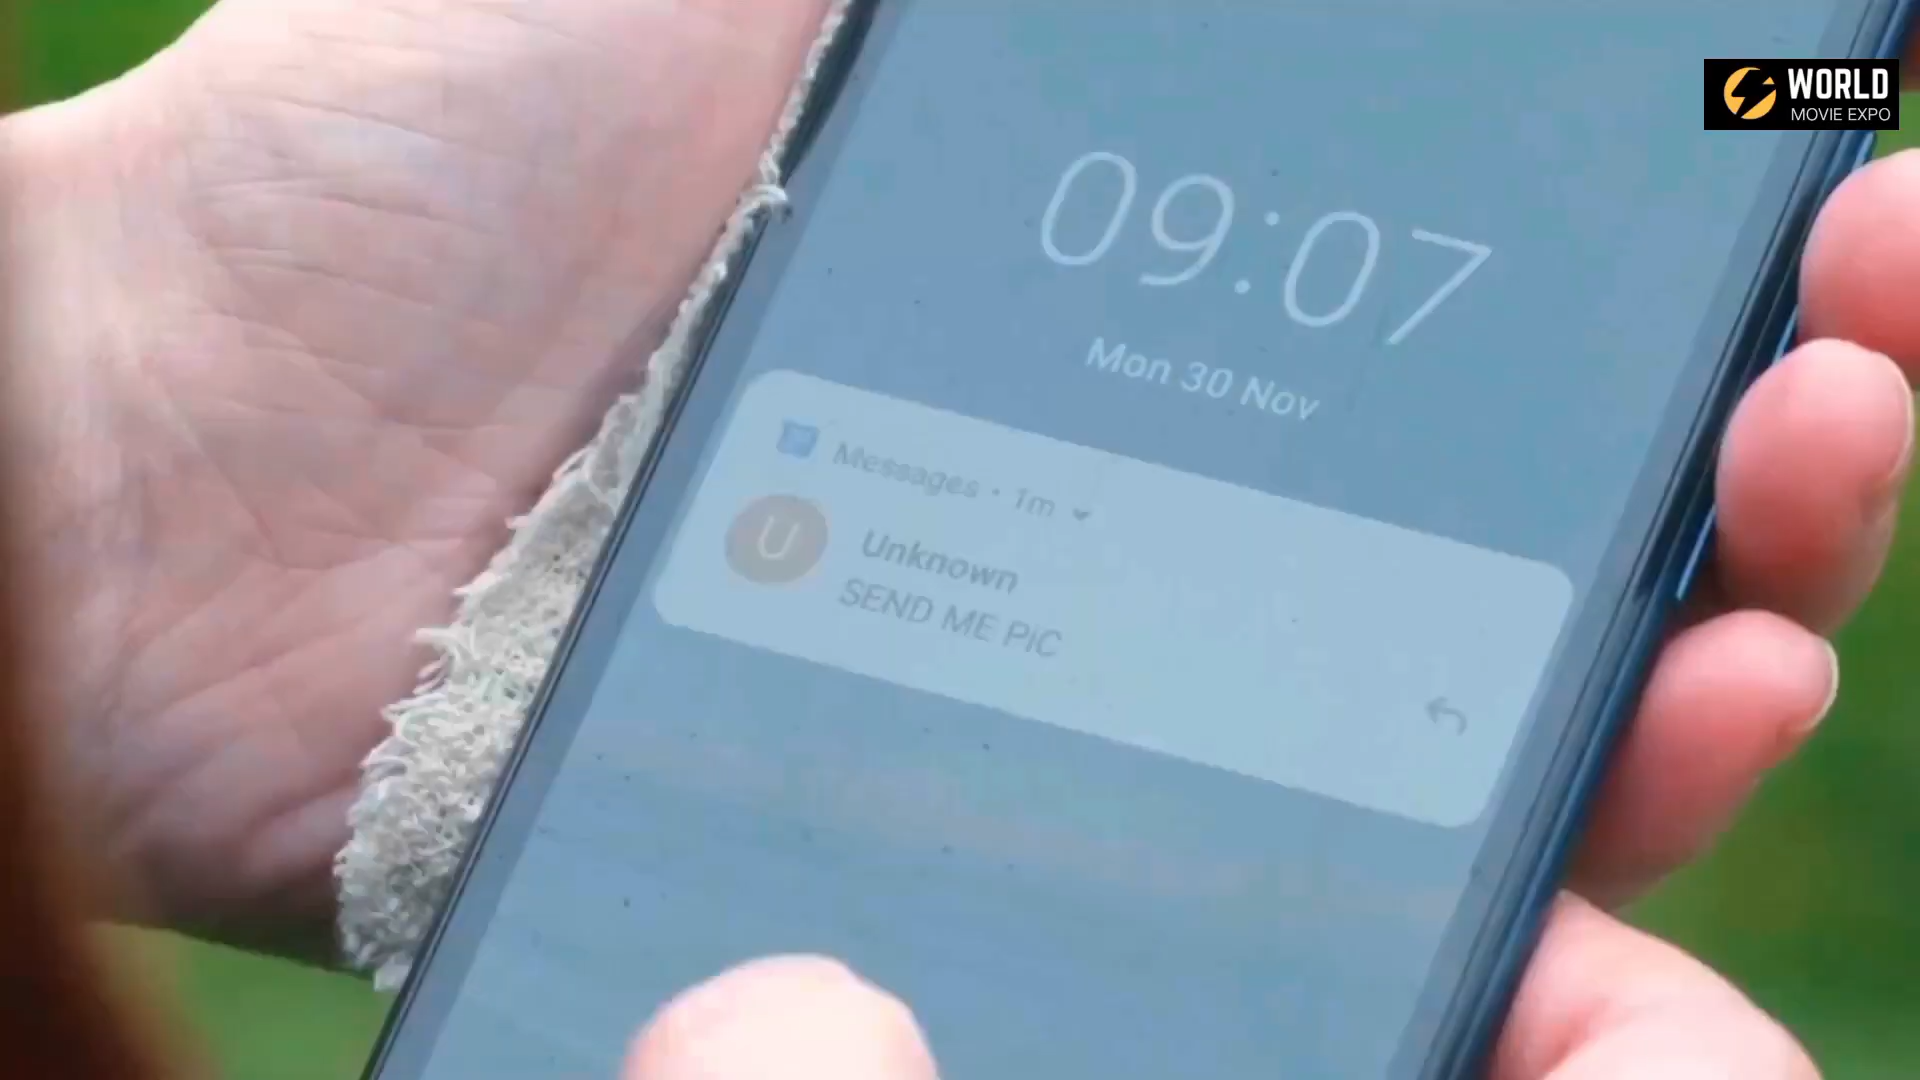 WORLD
MOVIE EXPO
09:07
Mon 30 Nov
Messages • 1m
U
Unknown
SEND ME PiC